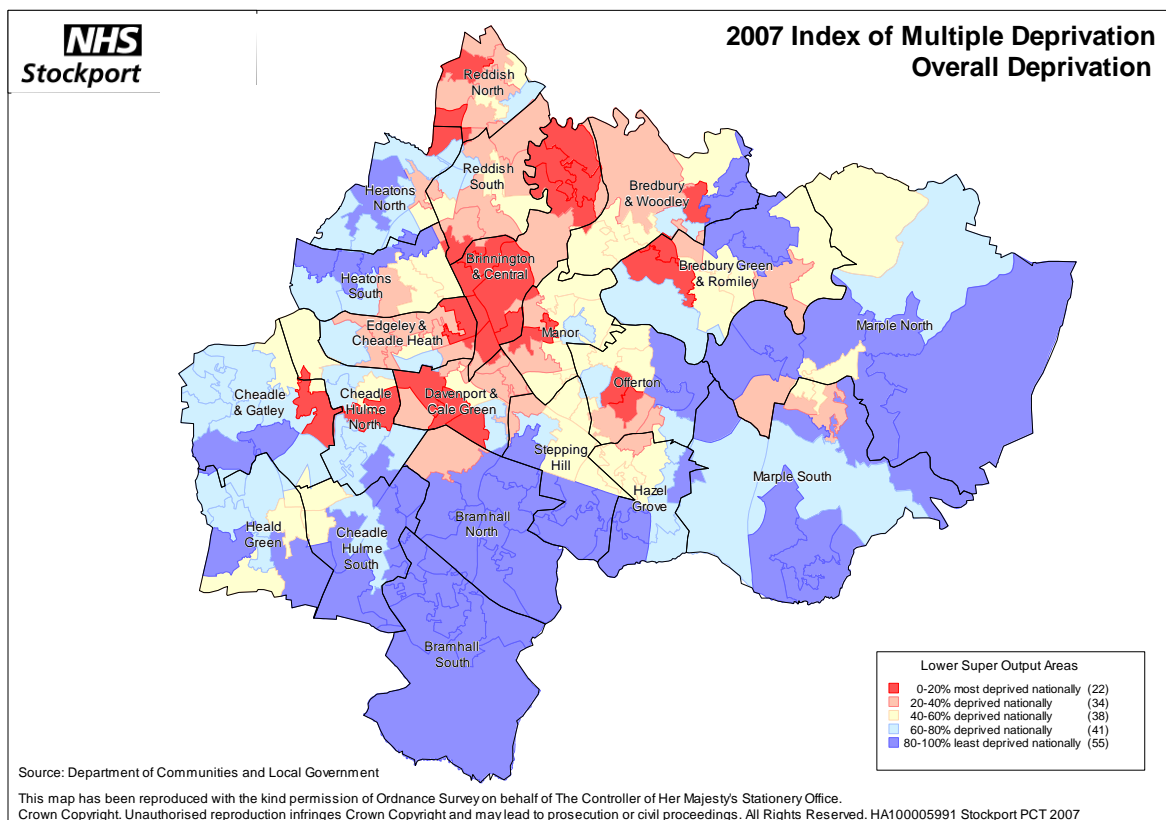 NHS
Stockport
2007 Index of Multiple Deprivation
Overall Deprivation
Reddish
North
Reddish
South
Heatons
North
Bredbury
& Woodley
Brinnington
& Central
Bredbury Green
& Romiley
Heatons
South
Marple North
Edgeley &
Cheadle Heath
Manor
Offerton
Cheadle
& Gatley
Cheadle
Hulme
North
Davenport &
Cale Green
Stepping
Hill
Marple South
Hazel
Grove
Heald
Green
Cheadle
Hulme
South
Bramhall
North
Bramhall
South
Lower Super Output Areas
0-20% most deprived nationally (22)
20-40% deprived nationally (34)
40-60% deprived nationally (38)
60-80% deprived nationally (41)
80-100% least deprived nationally (55)
Source: Department of Communities and Local Government
This map has been reproduced with the kind permission of Ordnance Survey on behalf of The Controller of Her Majesty's Stationery Office.
Crown Copyright. Unauthorised reproduction infringes Crown Copyright and may lead to prosecution or civil proceedings. All Rights Reserved. HA100005991 Stockport PCT 2007